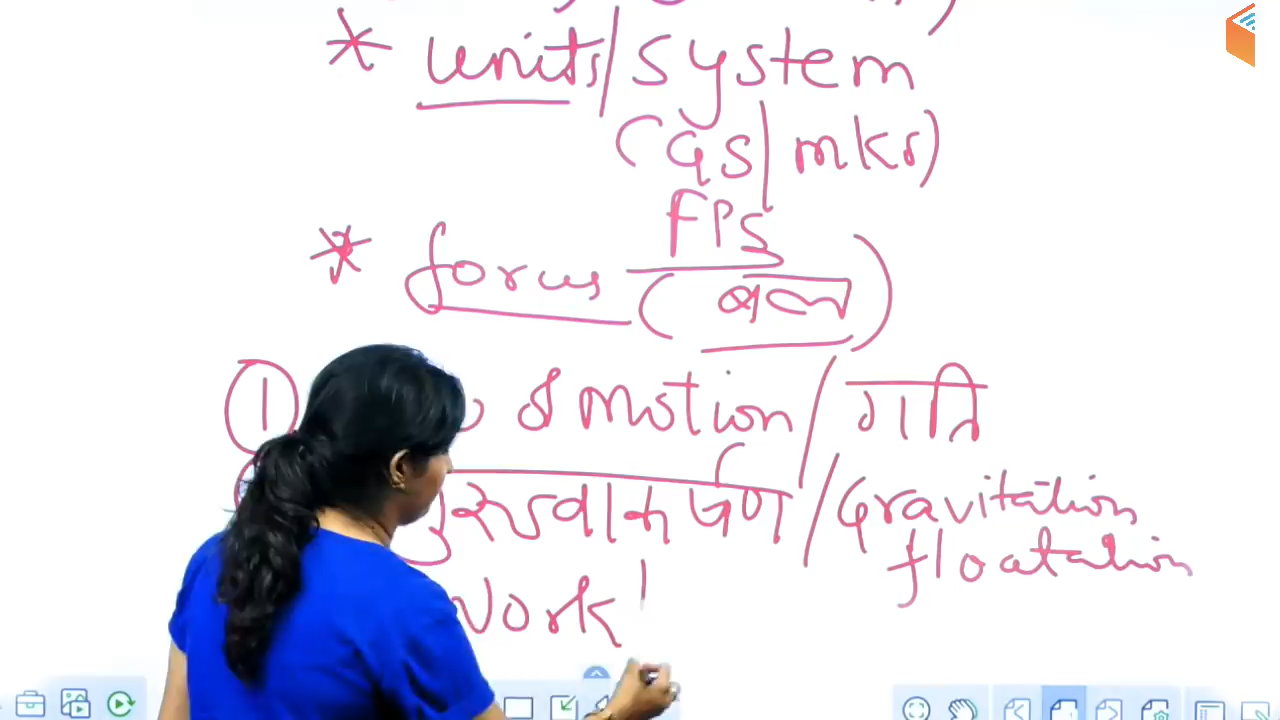 * units/system
(CGS/mks)
FPS
* forces (बल)
① of motion / गति
गुरुत्वाकर्षण / Gravitation
floatation
Work